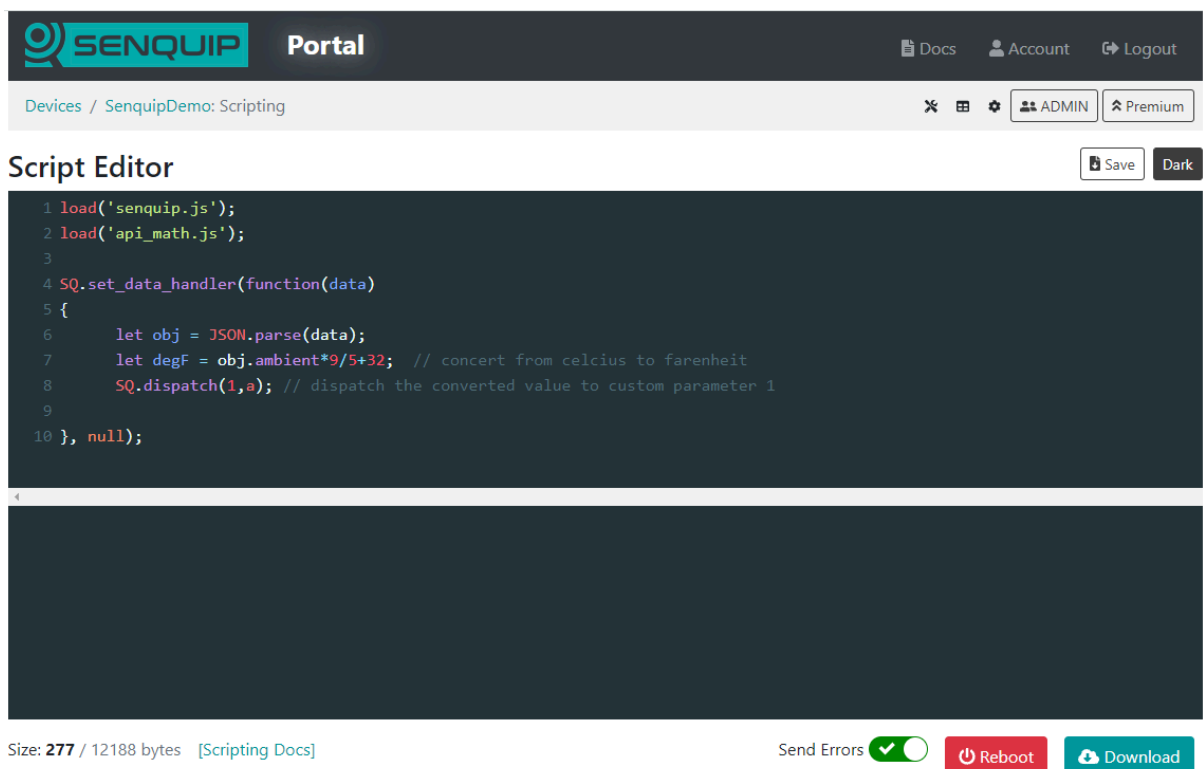 SENQUIP Portal Docs Account Logout
Devices / SenquipDemo: Scripting ADMIN Premium
Script Editor Save Dark
1 load('senquip.js');
2 load('api_math.js');
3
4 SQ.set_data_handler(function(data)
5 {
6 let obj = JSON.parse(data);
7 let degF = obj.ambient*9/5+32; // concert from celcius to farenheit
8 SQ.dispatch(1,a); // dispatch the converted value to custom parameter 1
9
10 }, null);
Size: 277 / 12188 bytes [Scripting Docs] Send Errors Reboot Download